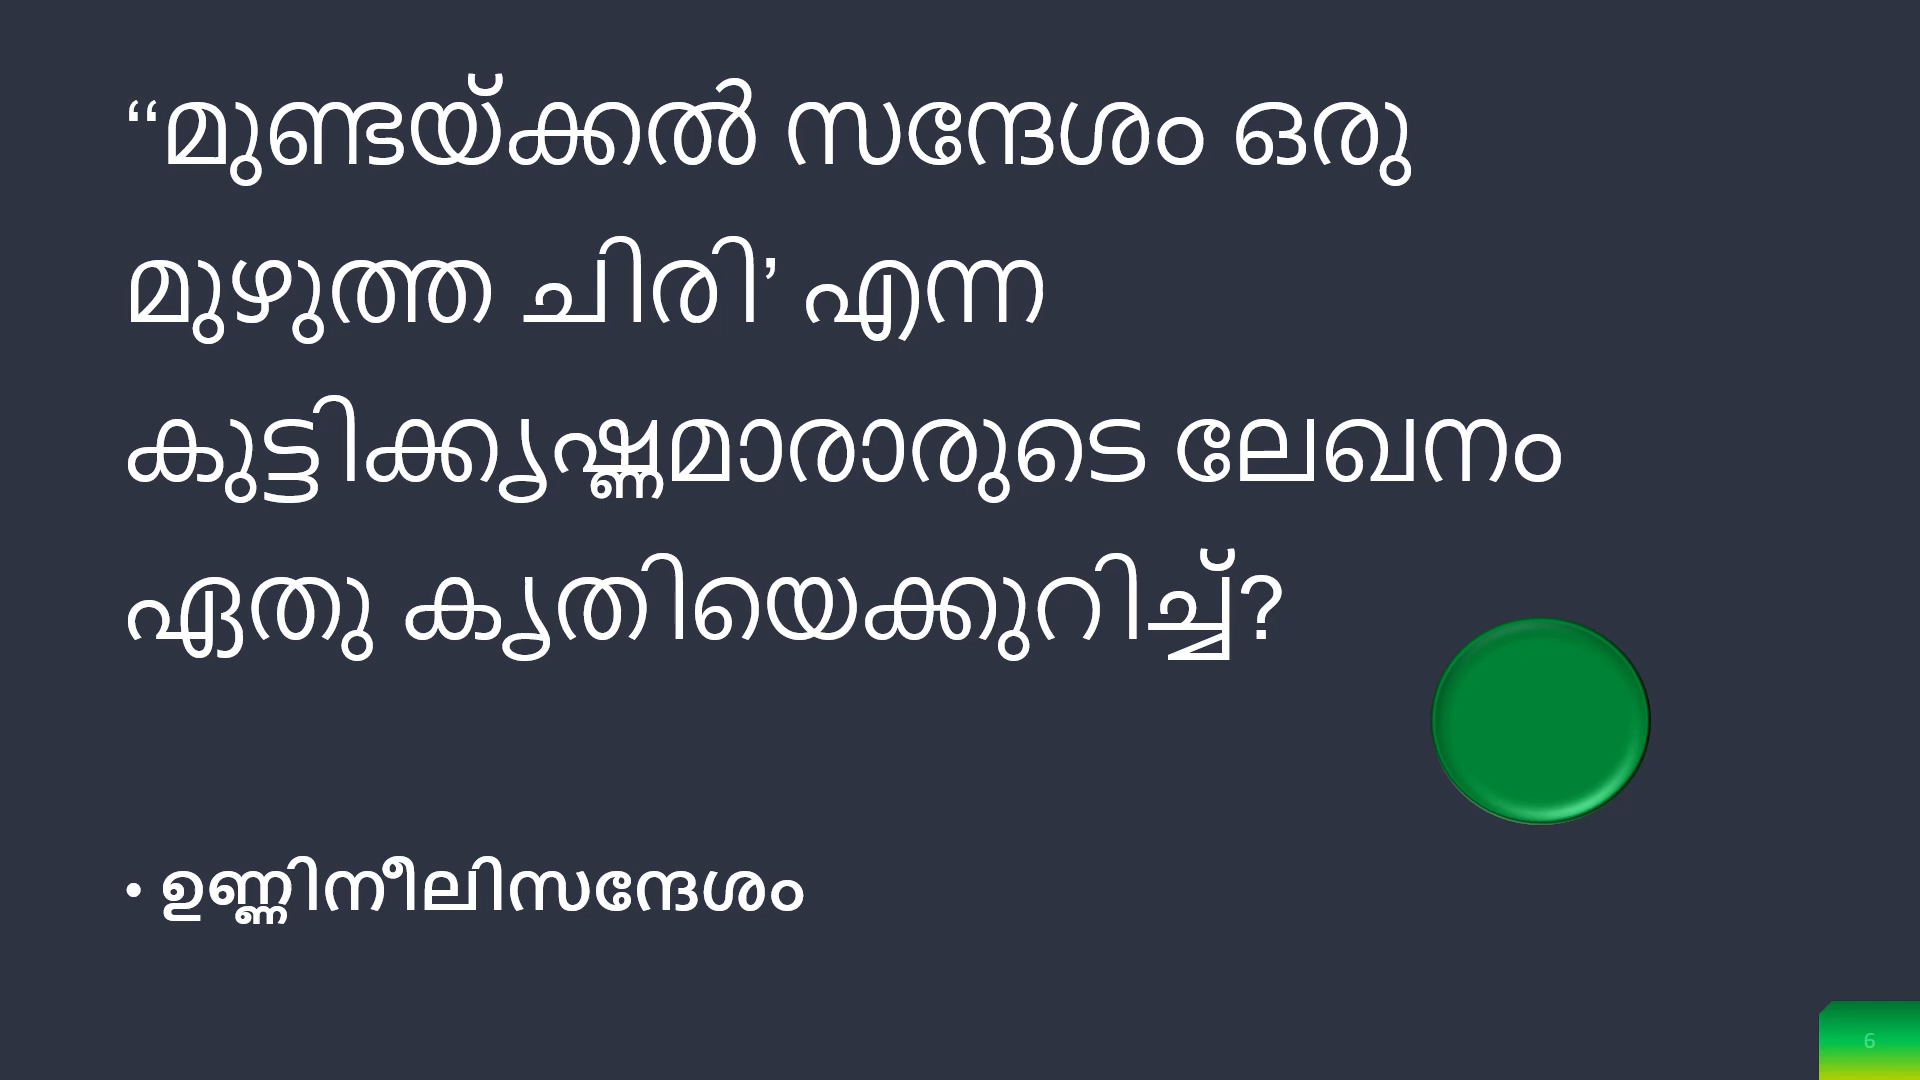 “മുണ്ടയ്ക്കൽ സന്ദേശം ഒരു
മുഴുത്ത ചിരി’ എന്ന
കുട്ടിക്കൃഷ്ണമാരാരുടെ ലേഖനം
ഏതു കൃതിയെക്കുറിച്ച്?
• ഉണ്ണിനീലിസന്ദേശം
6